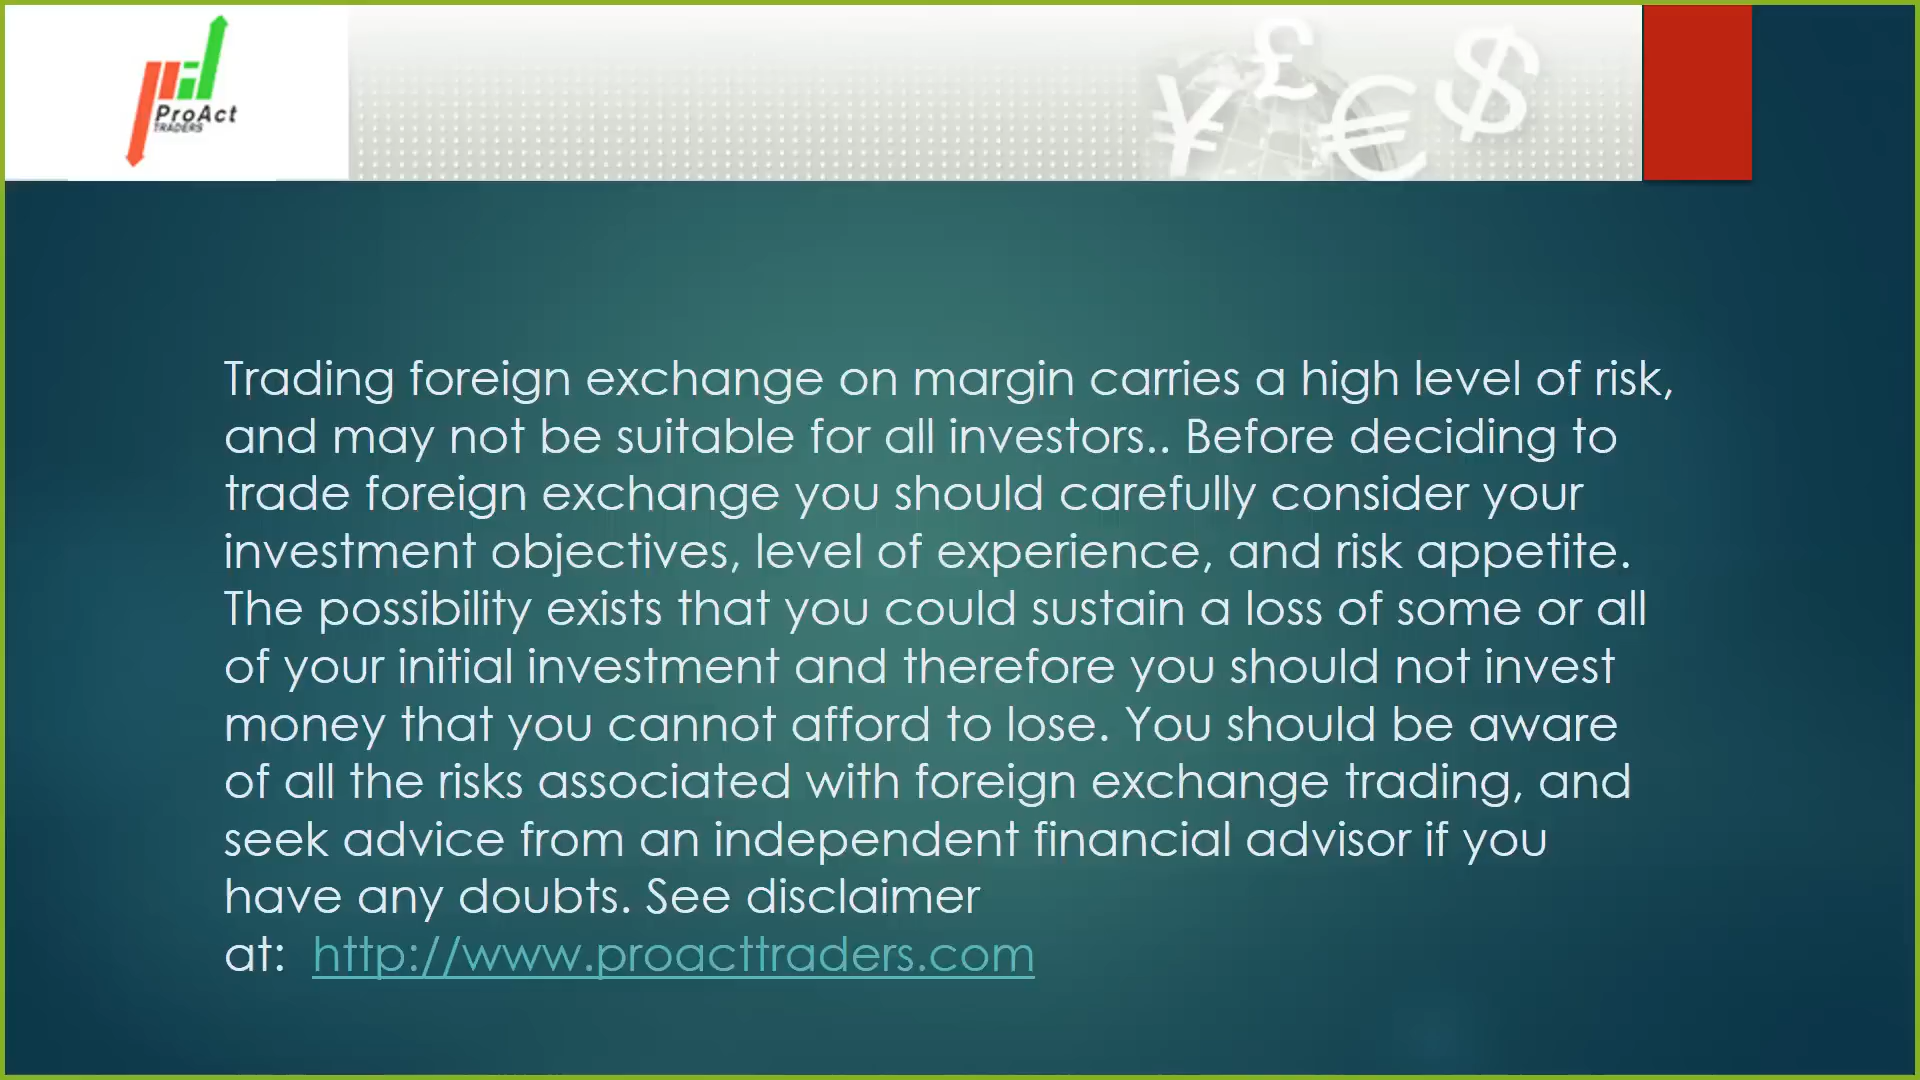 ProAct
TRADERS
¥ £ € $
Trading foreign exchange on margin carries a high level of risk,
and may not be suitable for all investors.. Before deciding to
trade foreign exchange you should carefully consider your
investment objectives, level of experience, and risk appetite.
The possibility exists that you could sustain a loss of some or all
of your initial investment and therefore you should not invest
money that you cannot afford to lose. You should be aware
of all the risks associated with foreign exchange trading, and
seek advice from an independent financial advisor if you
have any doubts. See disclaimer
at: http://www.proacttraders.com